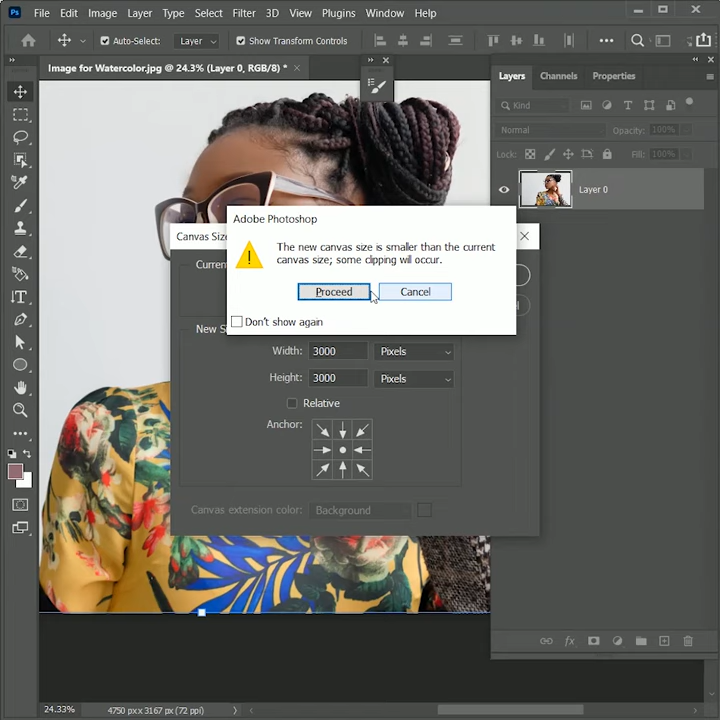 Ps File Edit Image Layer Type Select Filter 3D View Plugins Window Help
Auto-Select: Layer Show Transform Controls
Image for Watercolor.jpg @ 24.3% (Layer 0, RGB/8) *
Layers Channels Properties
Kind
Normal Opacity: 100%
Lock: Fill: 100%
Layer 0
Adobe Photoshop
Canvas Size
The new canvas size is smaller than the current
canvas size; some clipping will occur.
Proceed Cancel
Don't show again
New
Width: 3000 Pixels
Height: 3000 Pixels
Relative
Anchor:
Canvas extension color: Background
24.33% 4750 px x 3167 px (72 ppi)